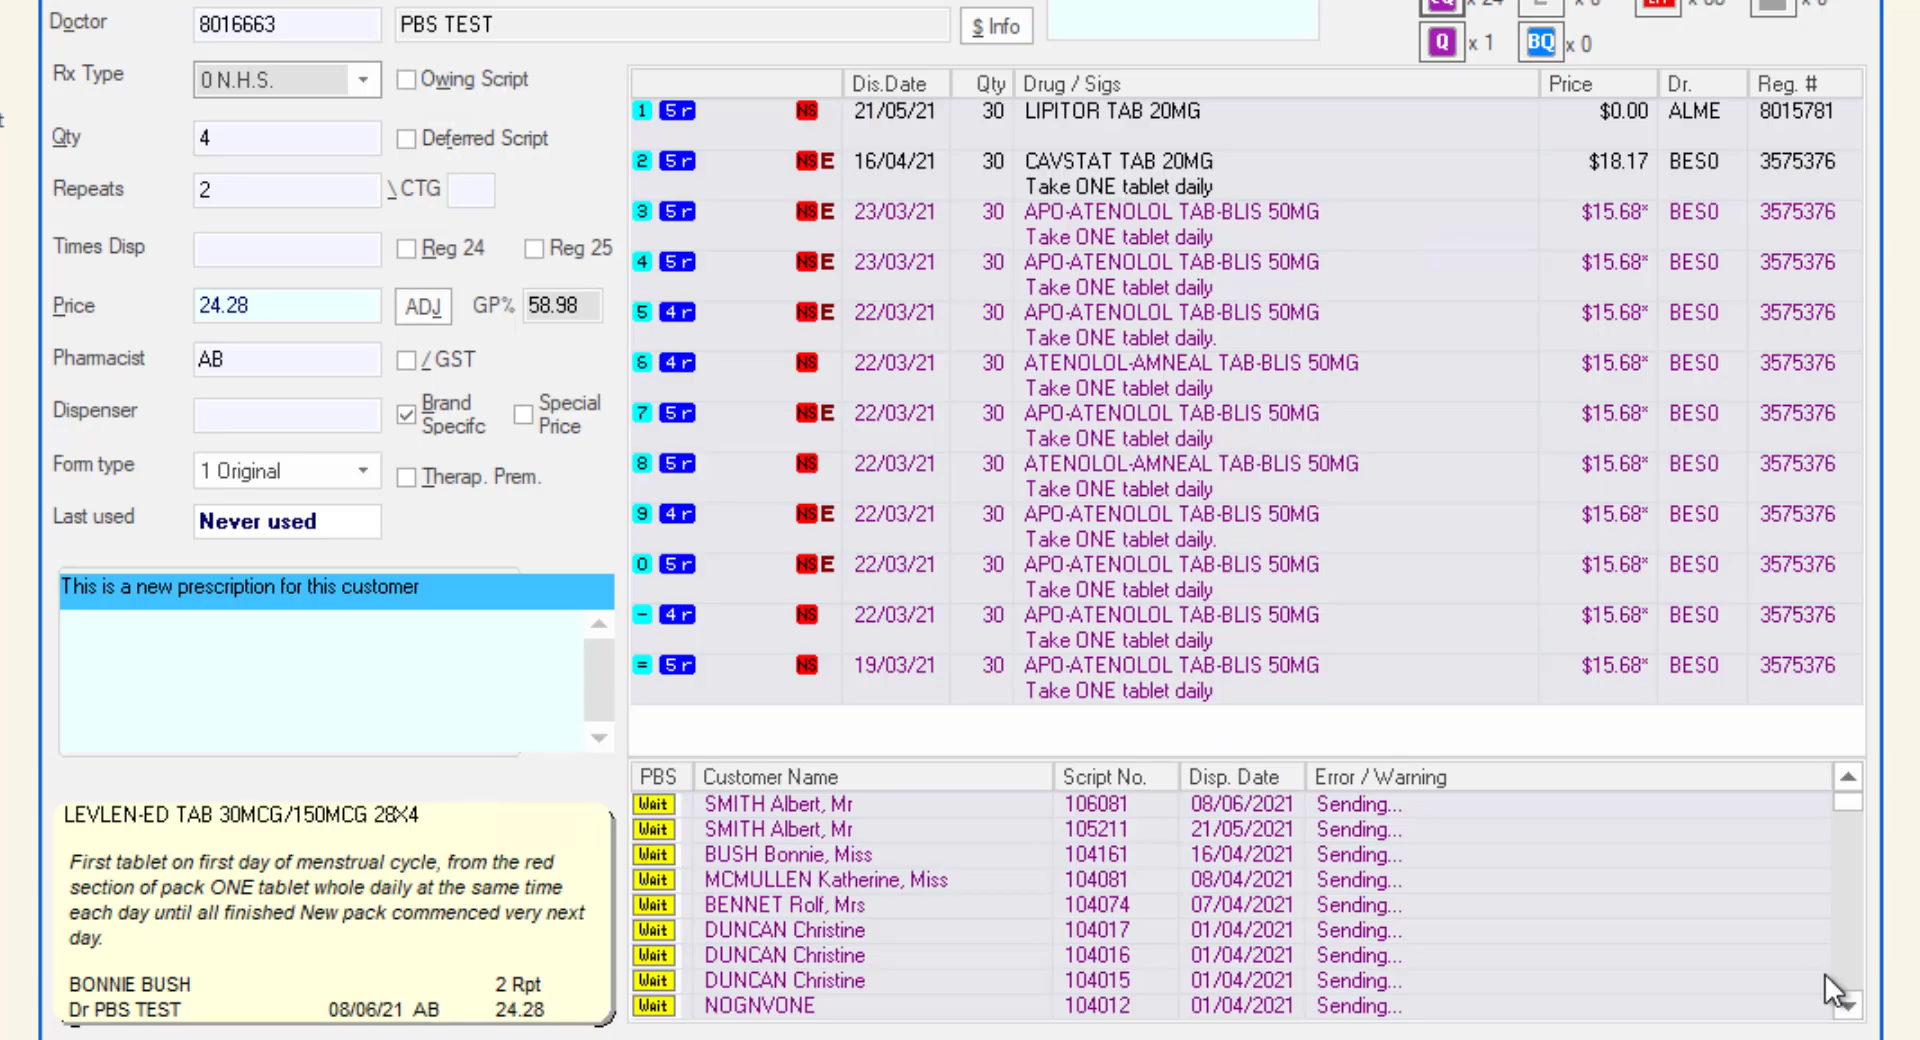 Doctor 8016663 PBS TEST $ Info
Q x 1 BQ x 0
Rx Type 0 N.H.S. Owing Script
Qty 4 Deferred Script
Repeats 2 \ CTG
Times Disp Reg 24 Reg 25
Price 24.28 ADJ GP% 58.98
Pharmacist AB / GST
Dispenser Brand Specifc Special Price
Form type 1 Original Therap. Prem.
Last used Never used
This is a new prescription for this customer
LEVLEN-ED TAB 30MCG/150MCG 28X4
First tablet on first day of menstrual cycle, from the red
section of pack ONE tablet whole daily at the same time
each day until all finished New pack commenced very next
day.
BONNIE BUSH 2 Rpt
Dr PBS TEST 08/06/21 AB 24.28
Dis.Date Qty Drug / Sigs Price Dr. Reg. #
1 5 r NS 21/05/21 30 LIPITOR TAB 20MG $0.00 ALME 8015781
2 5 r NS E 16/04/21 30 CAVSTAT TAB 20MG $18.17 BESO 3575376
Take ONE tablet daily
3 5 r NS E 23/03/21 30 APO-ATENOLOL TAB-BLIS 50MG $15.68* BESO 3575376
Take ONE tablet daily
4 5 r NS E 23/03/21 30 APO-ATENOLOL TAB-BLIS 50MG $15.68* BESO 3575376
Take ONE tablet daily
5 4 r NS E 22/03/21 30 APO-ATENOLOL TAB-BLIS 50MG $15.68* BESO 3575376
Take ONE tablet daily.
6 4 r NS 22/03/21 30 ATENOLOL-AMNEAL TAB-BLIS 50MG $15.68* BESO 3575376
Take ONE tablet daily
7 5 r NS E 22/03/21 30 APO-ATENOLOL TAB-BLIS 50MG $15.68* BESO 3575376
Take ONE tablet daily
8 5 r NS 22/03/21 30 ATENOLOL-AMNEAL TAB-BLIS 50MG $15.68* BESO 3575376
Take ONE tablet daily
9 4 r NS E 22/03/21 30 APO-ATENOLOL TAB-BLIS 50MG $15.68* BESO 3575376
Take ONE tablet daily.
0 5 r NS E 22/03/21 30 APO-ATENOLOL TAB-BLIS 50MG $15.68* BESO 3575376
Take ONE tablet daily
- 4 r NS 22/03/21 30 APO-ATENOLOL TAB-BLIS 50MG $15.68* BESO 3575376
Take ONE tablet daily
= 5 r NS 19/03/21 30 APO-ATENOLOL TAB-BLIS 50MG $15.68* BESO 3575376
Take ONE tablet daily
PBS Customer Name Script No. Disp. Date Error / Warning
Wait SMITH Albert, Mr 106081 08/06/2021 Sending...
Wait SMITH Albert, Mr 105211 21/05/2021 Sending...
Wait BUSH Bonnie, Miss 104161 16/04/2021 Sending...
Wait MCMULLEN Katherine, Miss 104081 08/04/2021 Sending...
Wait BENNET Rolf, Mrs 104074 07/04/2021 Sending...
Wait DUNCAN Christine 104017 01/04/2021 Sending...
Wait DUNCAN Christine 104016 01/04/2021 Sending...
Wait DUNCAN Christine 104015 01/04/2021 Sending...
Wait NOGNVONE 104012 01/04/2021 Sending...